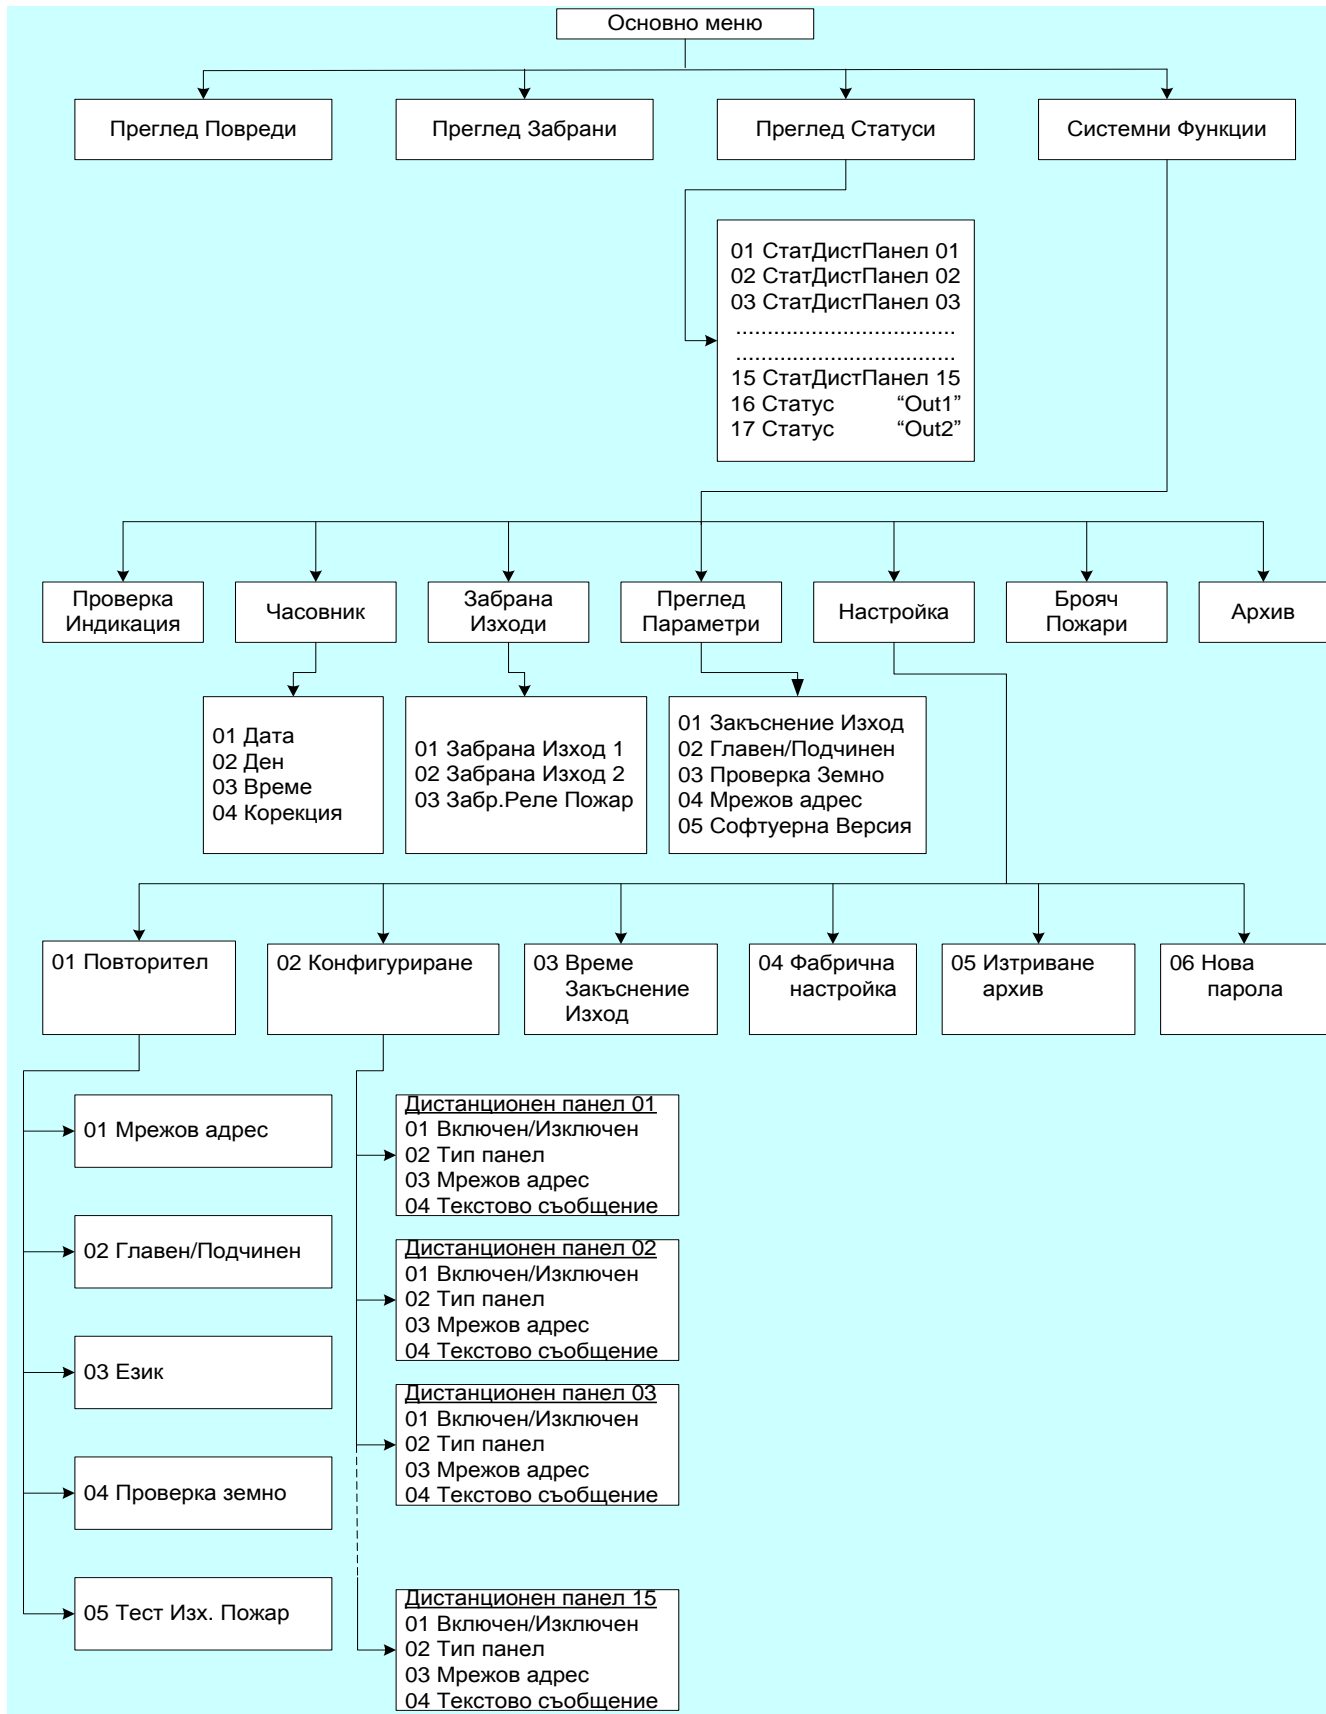 Основно меню
Преглед Повреди
Преглед Забрани
Преглед Статуси
Системни Функции
01 СтатДистПанел 01
02 СтатДистПанел 02
03 СтатДистПанел 03
...................................
...................................
15 СтатДистПанел 15
16 Статус “Out1”
17 Статус “Out2”
Проверка
Индикация
Часовник
Забрана
Изходи
Преглед
Параметри
Настройка
Брояч
Пожари
Архив
01 Дата
02 Ден
03 Време
04 Корекция
01 Забрана Изход 1
02 Забрана Изход 2
03 Забр.Реле Пожар
01 Закъснение Изход
02 Главен/Подчинен
03 Проверка Земно
04 Мрежов адрес
05 Софтуерна Версия
01 Повторител
02 Конфигуриране
03 Време
Закъснение
Изход
04 Фабрична
настройка
05 Изтриване
архив
06 Нова
парола
01 Мрежов адрес
02 Главен/Подчинен
03 Език
04 Проверка земно
05 Тест Изх. Пожар
Дистанционен панел 01
01 Включен/Изключен
02 Тип панел
03 Мрежов адрес
04 Текстово съобщение
Дистанционен панел 02
01 Включен/Изключен
02 Тип панел
03 Мрежов адрес
04 Текстово съобщение
Дистанционен панел 03
01 Включен/Изключен
02 Тип панел
03 Мрежов адрес
04 Текстово съобщение
Дистанционен панел 15
01 Включен/Изключен
02 Тип панел
03 Мрежов адрес
04 Текстово съобщение